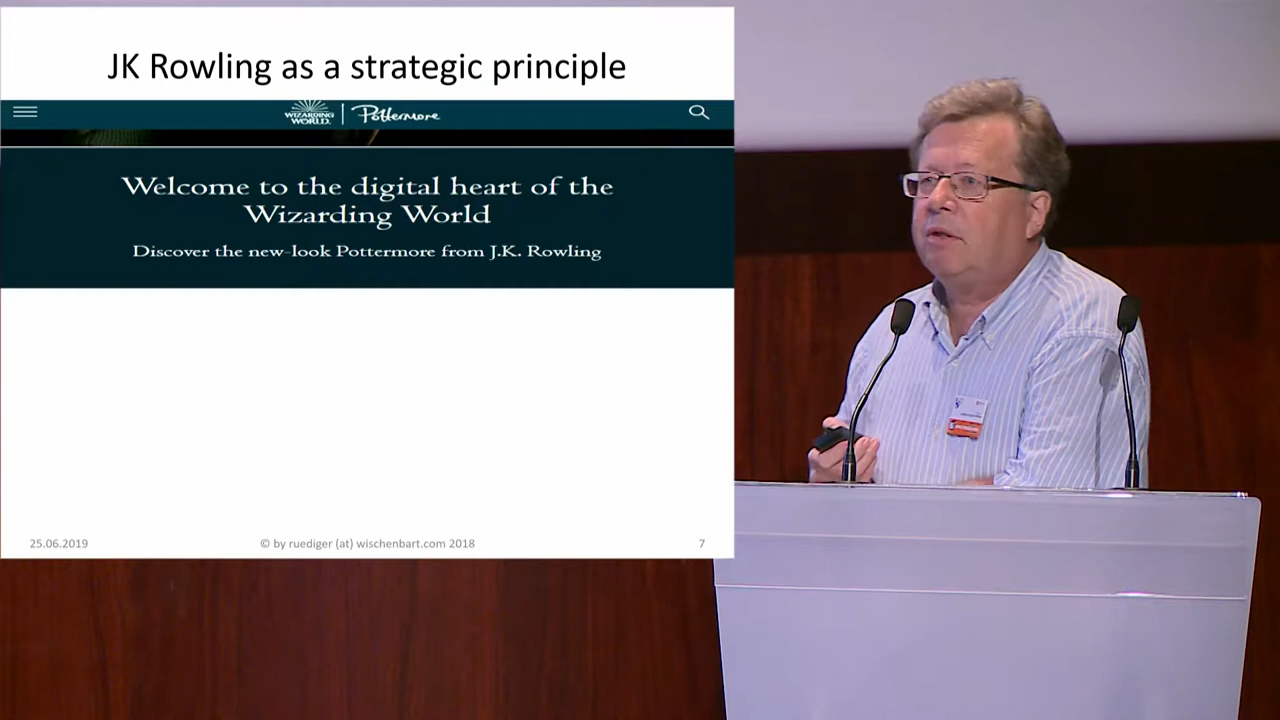 JK Rowling as a strategic principle
WIZARDING
WORLD
Pottermore
Welcome to the digital heart of the
Wizarding World
Discover the new-look Pottermore from J.K. Rowling
25.06.2019
© by ruediger (at) wischenbart.com 2018
7